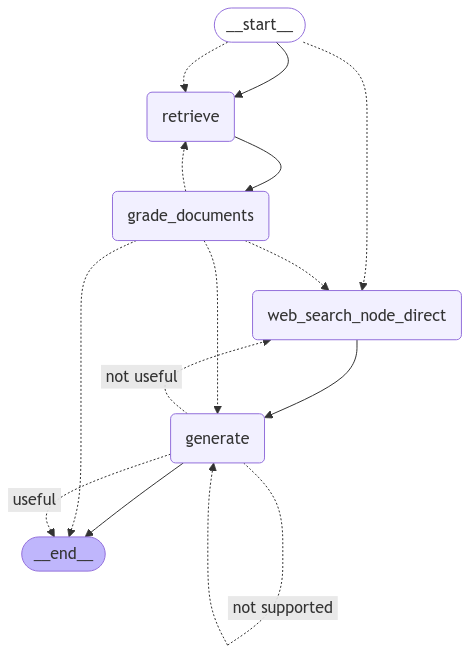 __start__
retrieve
grade_documents
web_search_node_direct
not useful
generate
useful
__end__
not supported